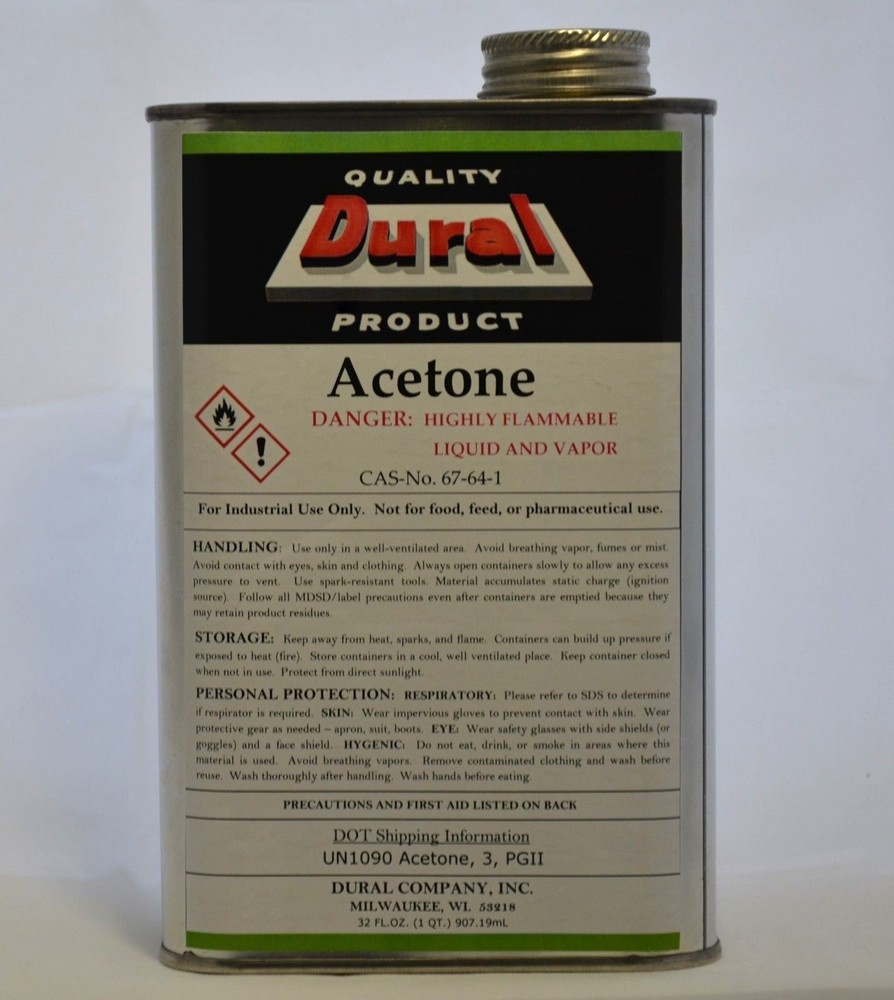 QUALITY
Dural
PRODUCT
Acetone
DANGER: HIGHLY FLAMMABLE
LIQUID AND VAPOR
CAS-No. 67-64-1
For Industrial Use Only. Not for food, feed, or pharmaceutical use.
HANDLING: Use only in a well-ventilated area. Avoid breathing vapor, fumes or mist.
Avoid contact with eyes, skin and clothing. Always open containers slowly to allow any excess
pressure to vent. Use spark-resistant tools. Material accumulates static charge (ignition
source). Follow all MDSD/label precautions even after containers are emptied because they
may retain product residues.
STORAGE: Keep away from heat, sparks, and flame. Containers can build up pressure if
exposed to heat (fire). Store containers in a cool, well ventilated place. Keep container closed
when not in use. Protect from direct sunlight.
PERSONAL PROTECTION: RESPIRATORY: Please refer to SDS to determine
if respirator is required. SKIN: Wear impervious gloves to prevent contact with skin. Wear
protective gear as needed – apron, suit, boots. EYE: Wear safety glasses with side shields (or
goggles) and a face shield. HYGENIC: Do not eat, drink, or smoke in areas where this
material is used. Avoid breathing vapors. Remove contaminated clothing and wash before
reuse. Wash thoroughly after handling. Wash hands before eating.
PRECAUTIONS AND FIRST AID LISTED ON BACK
DOT Shipping Information
UN1090 Acetone, 3, PGII
DURAL COMPANY, INC.
MILWAUKEE, WI. 53218
32 FL.OZ. (1 QT.) 907.19mL